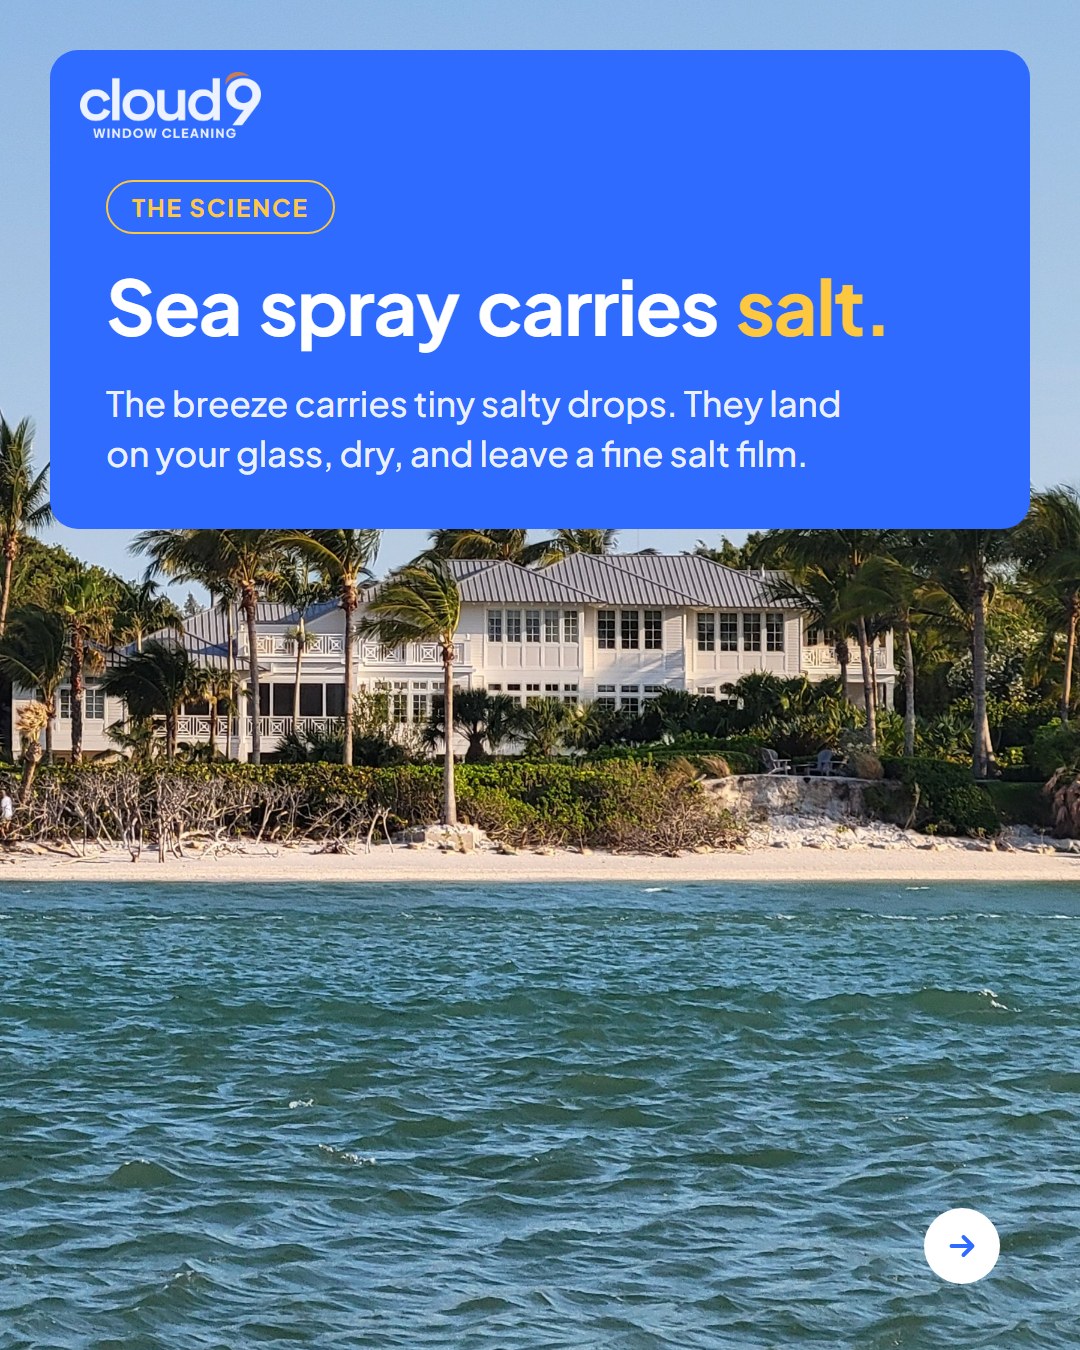 cloud9
WINDOW CLEANING
THE SCIENCE
Sea spray carries salt.
The breeze carries tiny salty drops. They land
on your glass, dry, and leave a fine salt film.